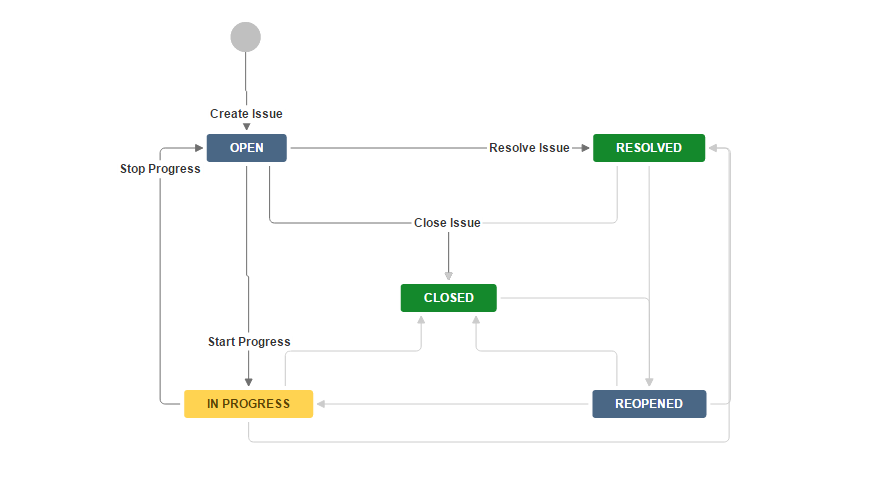 Create Issue
OPEN
Resolve Issue
RESOLVED
Stop Progress
Close Issue
CLOSED
Start Progress
IN PROGRESS
REOPENED